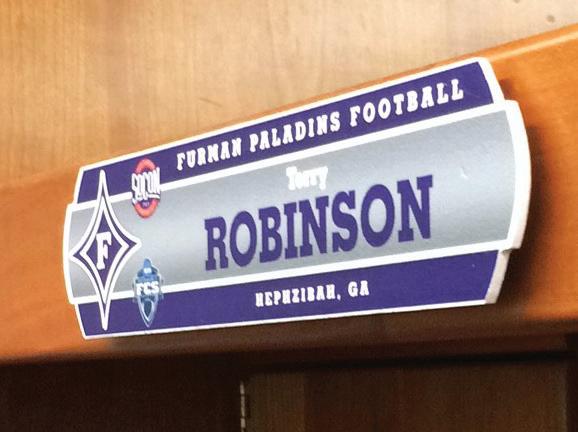 FURMAN PALADINS FOOTBALL
SOCON
Terry
ROBINSON
F
FCS
HEPHZIBAH, GA